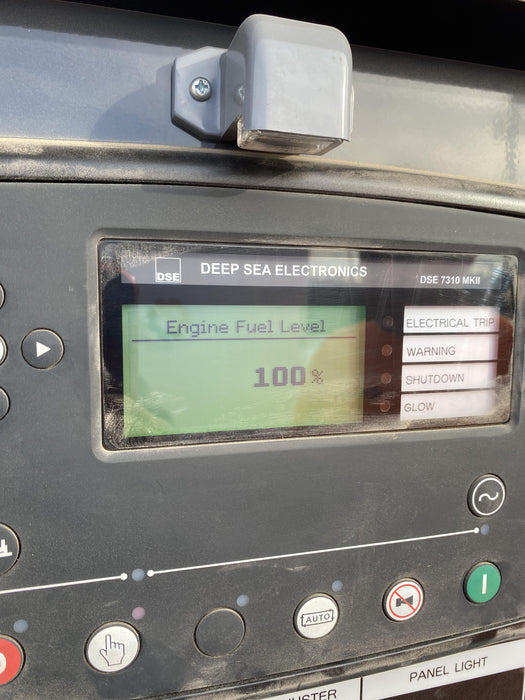 DSE
DEEP SEA ELECTRONICS
DSE 7310 MKII
Engine Fuel Level
100 %
ELECTRICAL TRIP
WARNING
SHUTDOWN
GLOW
AUTO
PANEL LIGHT